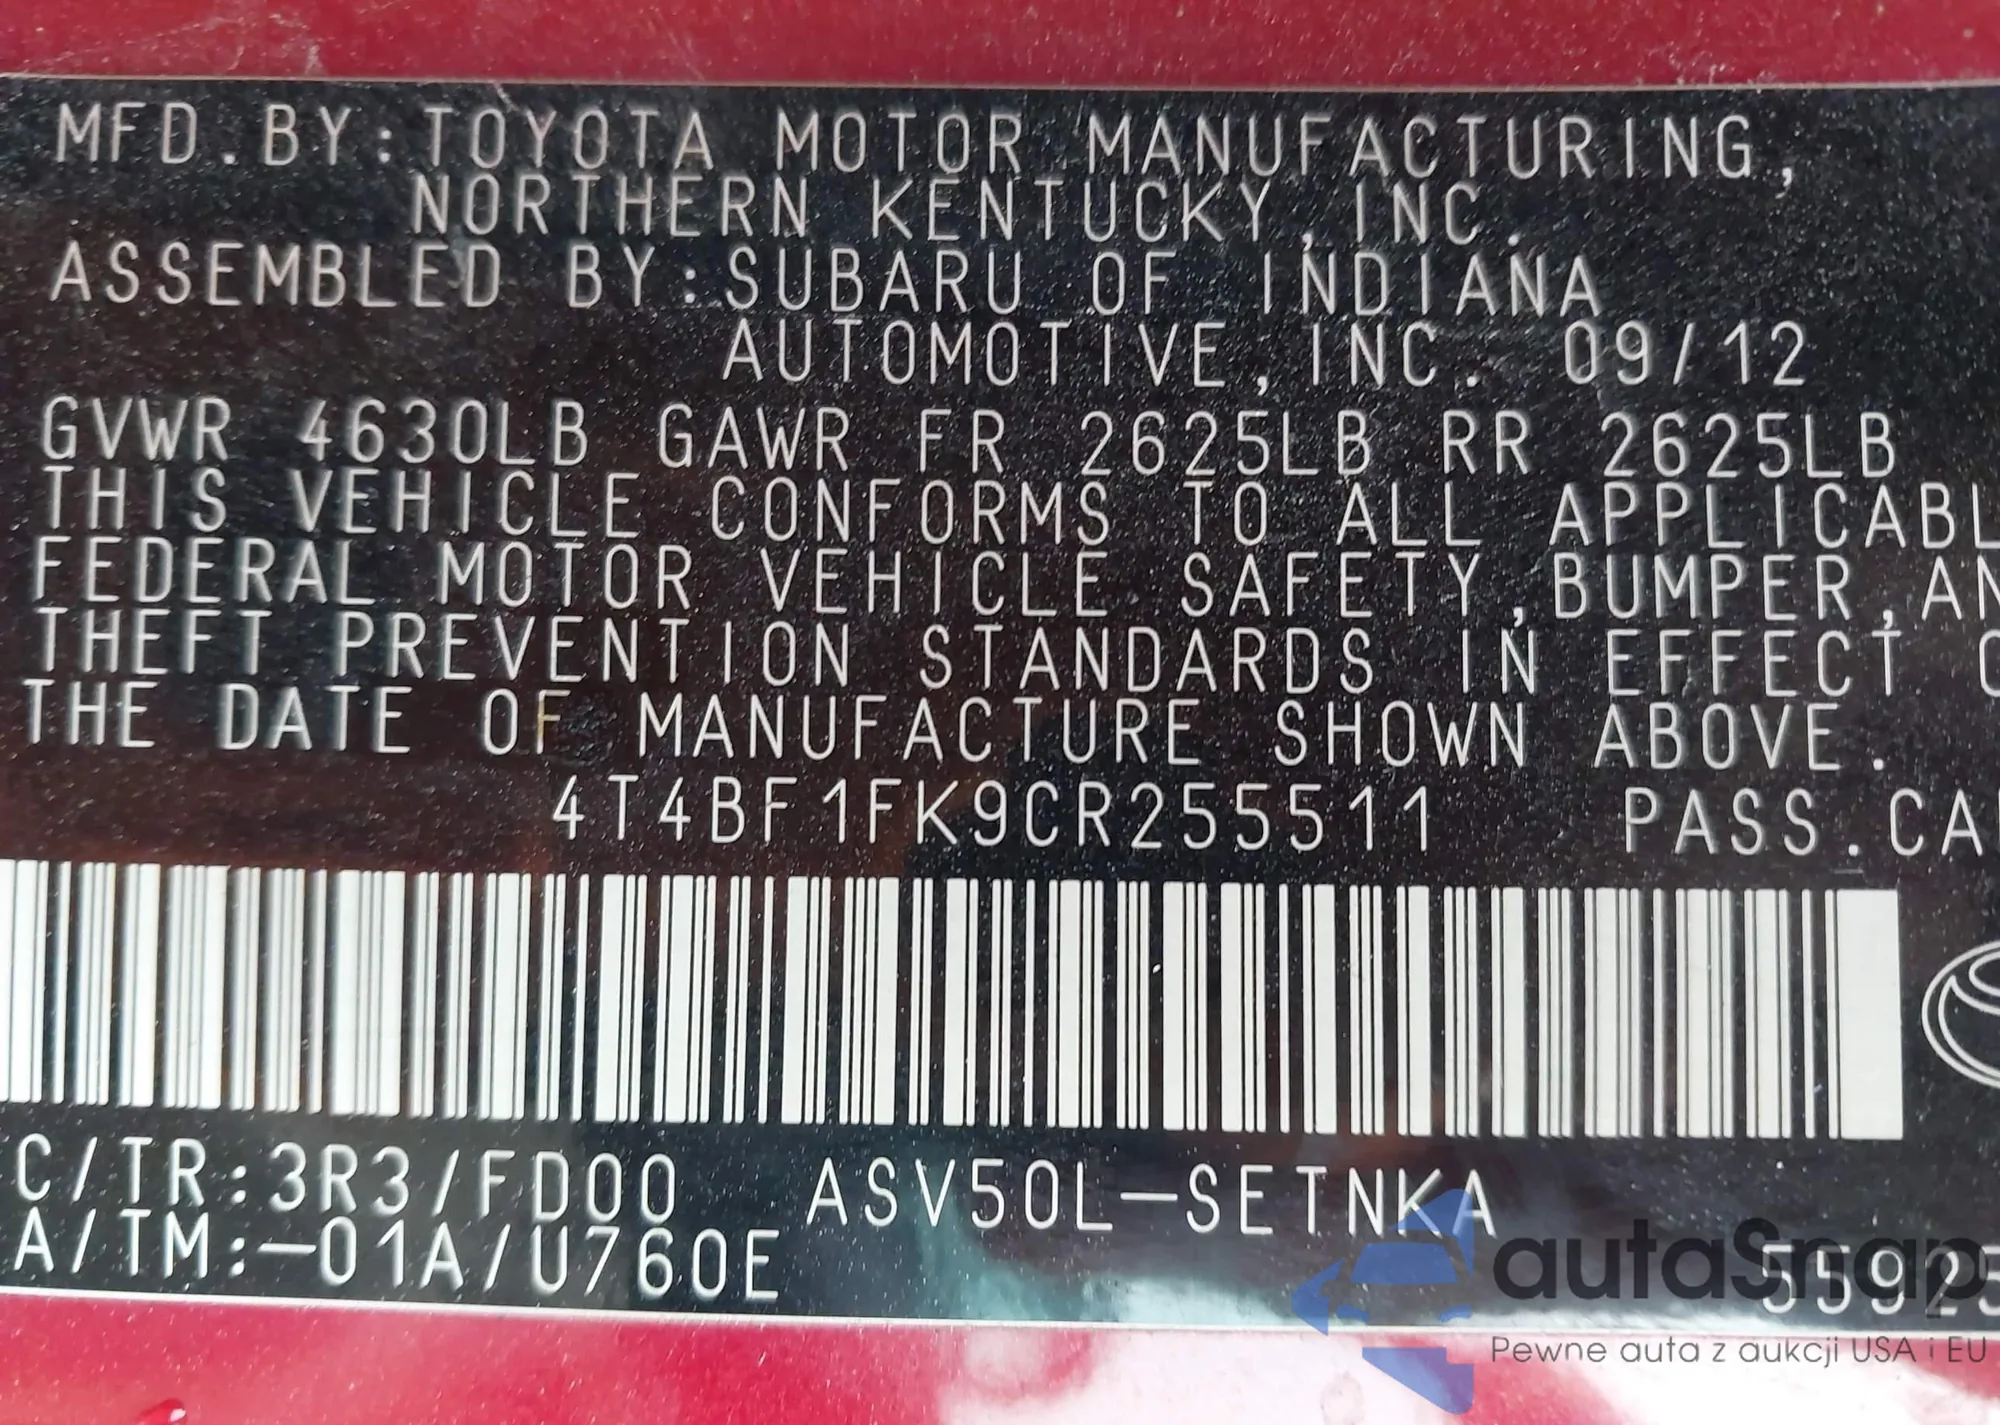 MFD.BY:TOYOTA MOTOR MANUFACTURING,
NORTHERN KENTUCKY,INC.
ASSEMBLED BY:SUBARU OF INDIANA
AUTOMOTIVE,INC. 09/12
GVWR 4630LB GAWR FR 2625LB RR 2625LB
THIS VEHICLE CONFORMS TO ALL APPLICABL
FEDERAL MOTOR VEHICLE SAFETY,BUMPER,AN
THEFT PREVENTION STANDARDS IN EFFECT
THE DATE OF MANUFACTURE SHOWN ABOVE.
4T4BF1FK9CR255511 PASS.CA
C/TR:3R3/FD00 ASV50L-SETNKA
A/TM:-01A/U760E
55925
autaSnap
Pewne auta z aukcji USA i EU